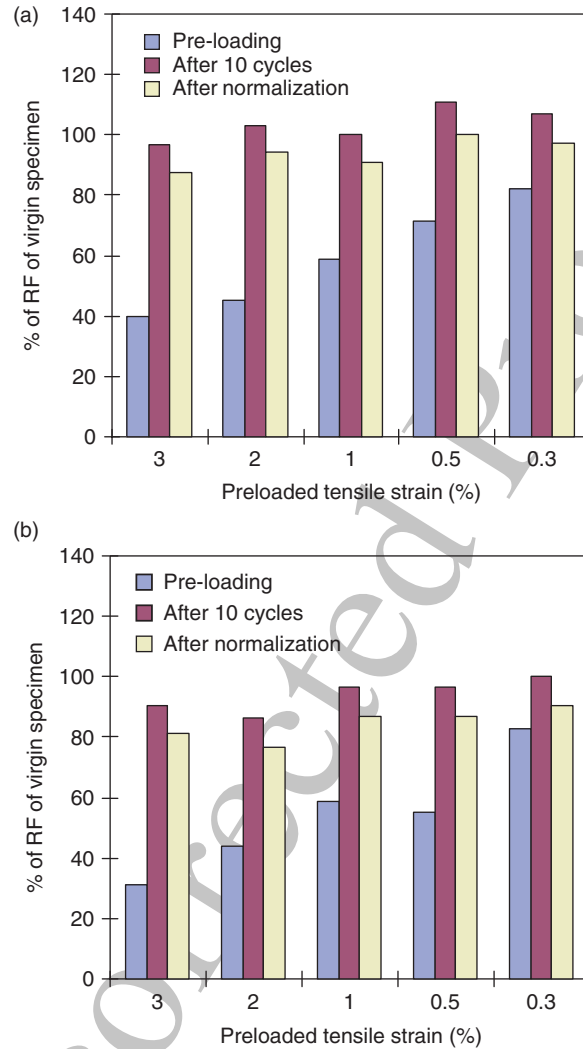 (a)
140
120
100
80
60
40
20
0
% of RF of virgin specimen
Pre-loading
After 10 cycles
After normalization
3 2 1 0.5 0.3
Preloaded tensile strain (%)
(b)
140
120
100
80
60
40
20
0
% of RF of virgin specimen
Pre-loading
After 10 cycles
After normalization
3 2 1 0.5 0.3
Preloaded tensile strain (%)